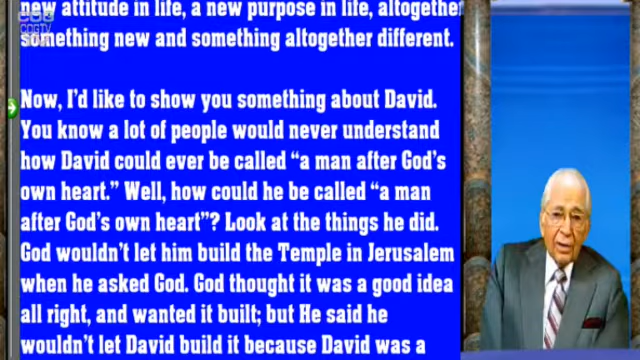 new attitude in life, a new purpose in life, altogether
something new and something altogether different.
Now, I'd like to show you something about David.
You know a lot of people would never understand
how David could ever be called "a man after God's
own heart." Well, how could he be called "a man
after God's own heart"? Look at the things he did.
God wouldn't let him build the Temple in Jerusalem
when he asked God. God thought it was a good idea
all right, and wanted it built; but He said he
wouldn't let David build it because David was a